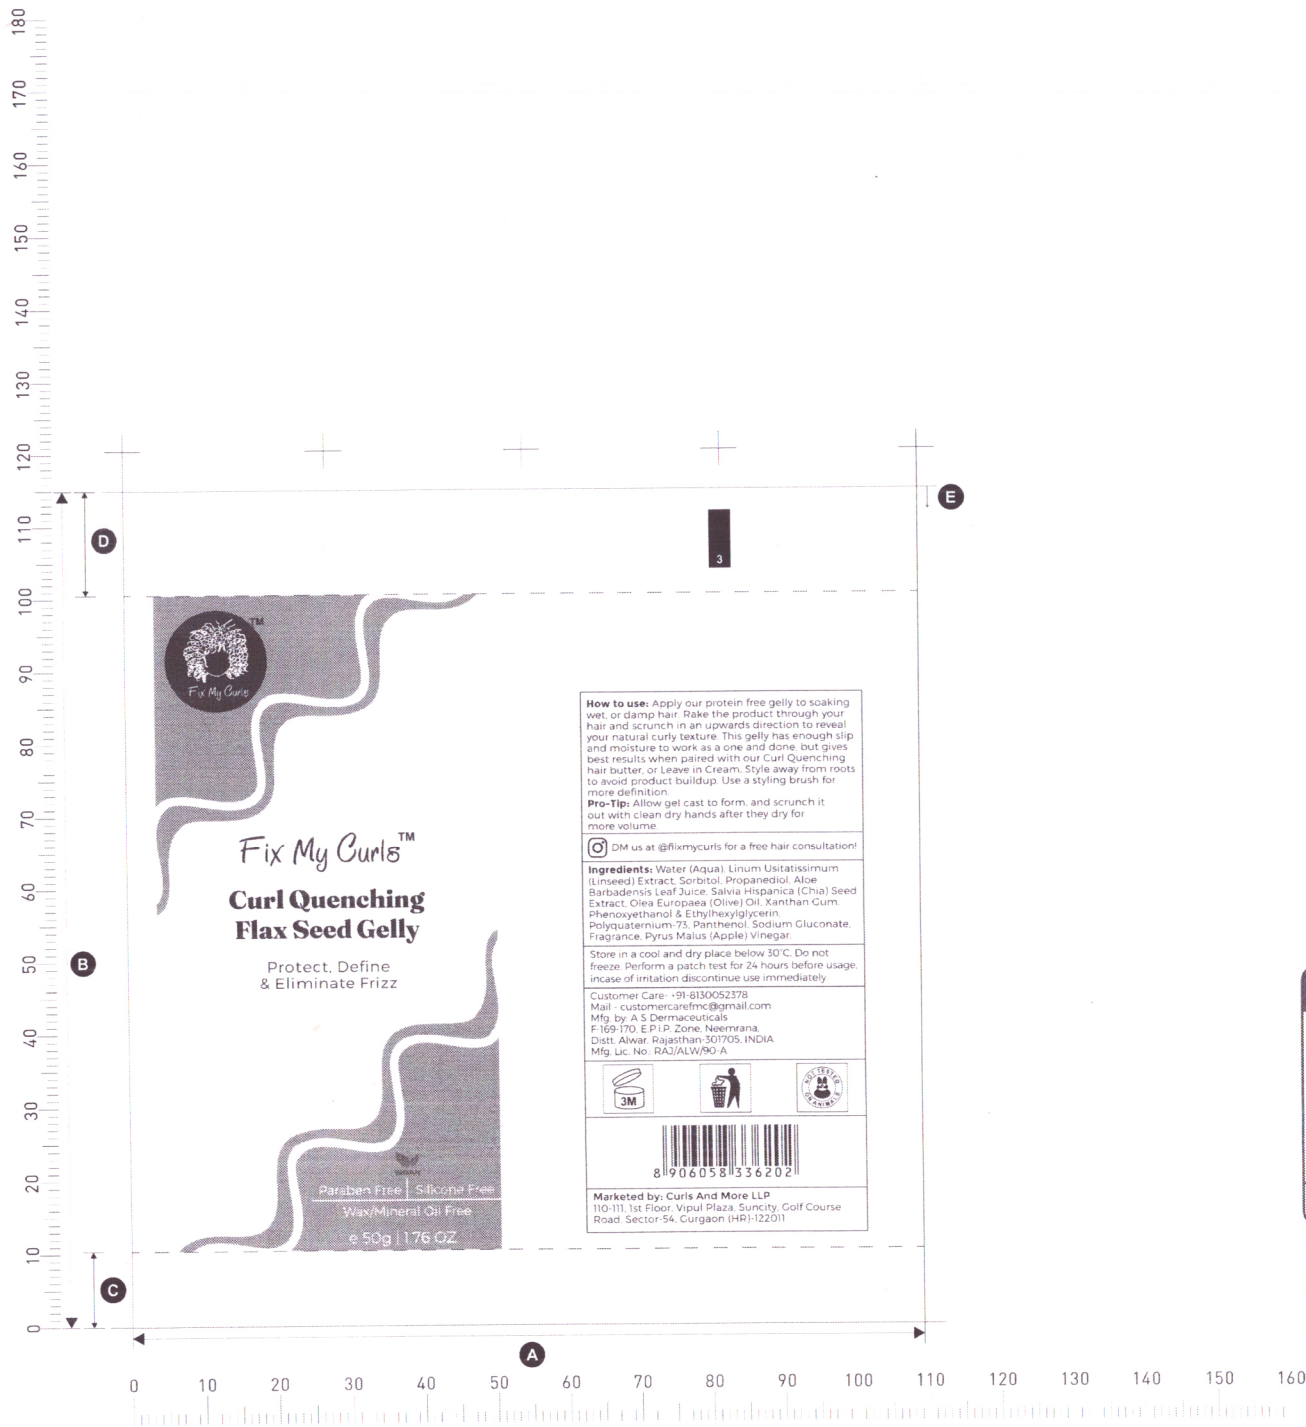 180
170
160
150
140
130
120
110
100
90
80
70
60
50
40
30
20
10
0
D
B
C
E
3
TM
Fix My Curls
Fix My Curls™
Curl Quenching
Flax Seed Gelly
Protect, Define
& Eliminate Frizz
Paraben Free | Silicone Free
Wax/Mineral Oil Free
e 50g | 1.76 OZ
How to use: Apply our protein free gelly to soaking
wet, or damp hair. Rake the product through your
hair and scrunch in an upwards direction to reveal
your natural curly texture. This gelly has enough slip
and moisture to work as a one and done, but gives
best results when paired with our Curl Quenching
hair butter, or Leave in Cream. Style away from roots
to avoid product buildup. Use a styling brush for
more definition.
Pro-Tip: Allow gel cast to form, and scrunch it
out with clean dry hands after they dry for
more volume.
DM us at @fiixmycurls for a free hair consultation!
Ingredients: Water (Aqua), Linum Usitatissimum
(Linseed) Extract, Sorbitol, Propanediol, Aloe
Barbadensis Leaf Juice, Salvia Hispanica (Chia) Seed
Extract, Olea Europaea (Olive) Oil, Xanthan Gum,
Phenoxyethanol & Ethylhexylglycerin,
Polyquaternium-73, Panthenol, Sodium Gluconate,
Fragrance, Pyrus Malus (Apple) Vinegar.
Store in a cool and dry place below 30°C. Do not
freeze. Perform a patch test for 24 hours before usage,
incase of irritation discontinue use immediately
Customer Care- +91-8130052378
Mail - customercarefmc@gmail.com
Mfg. by: A S Dermaceuticals
F-169-170, E.P.i.P. Zone, Neemrana,
Distt. Alwar, Rajasthan-301705, INDIA
Mfg. Lic. No.: RAJ/ALW/90-A
3M
NOT TESTED
ON ANIMALS
8 906058 336202
Marketed by: Curls And More LLP
110-111, 1st Floor, Vipul Plaza, Suncity, Golf Course
Road, Sector-54, Gurgaon (HR)-122011
A
0 10 20 30 40 50 60 70 80 90 100 110 120 130 140 150 160